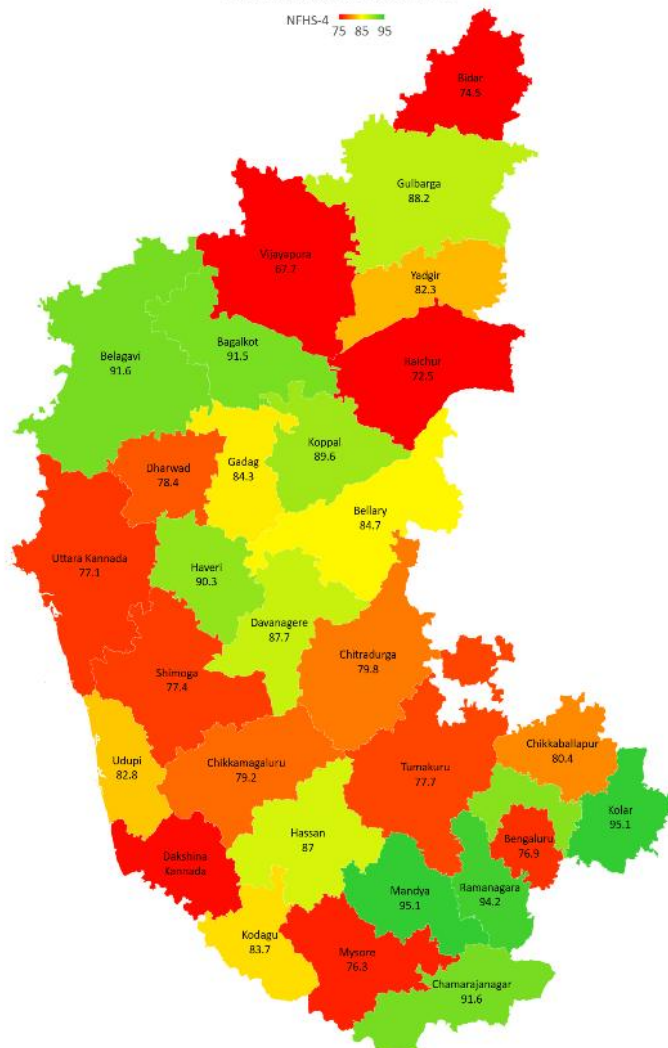 NFHS-4
75 85 95
Bidar
74.5
Gulbarga
88.2
Vijayapura
67.7
Yadgir
82.3
Raichur
72.5
Bagalkot
91.5
Belagavi
91.6
Koppal
89.6
Gadag
84.3
Dharwad
78.4
Bellary
84.7
Uttara Kannada
77.1
Haveri
90.3
Davanagere
87.7
Chitradurga
79.8
Shimoga
77.4
Udupi
82.8
Chikkamagaluru
79.2
Tumakuru
77.7
Chikkaballapur
80.4
Kolar
95.1
Bengaluru
76.9
Hassan
87
Dakshina
Kannada
Mandya
95.1
Ramanagara
94.2
Kodagu
83.7
Mysore
76.3
Chamarajanagar
91.6